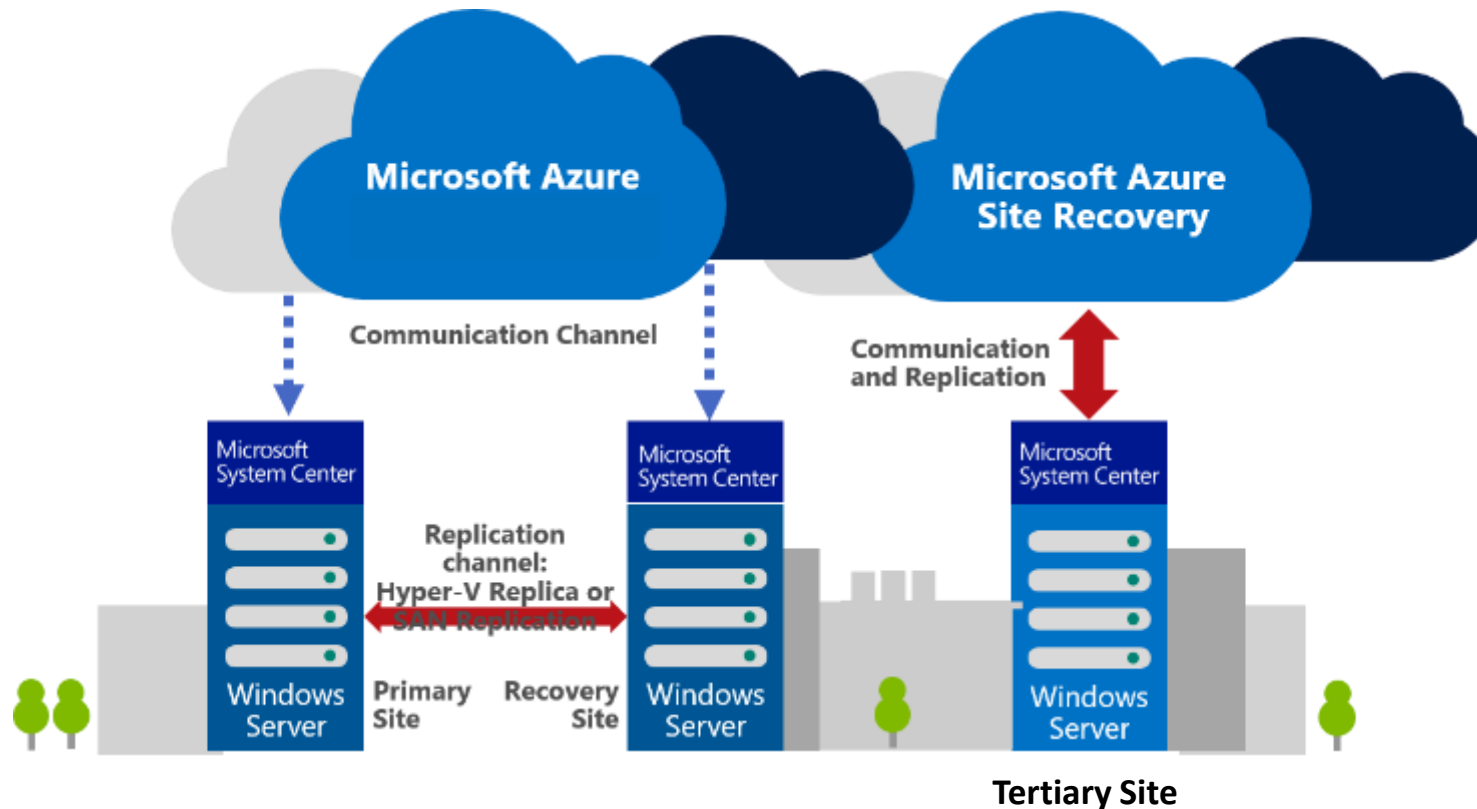 Microsoft Azure
Microsoft Azure
Site Recovery
Communication Channel
Communication
and Replication
Microsoft
System Center
Microsoft
System Center
Microsoft
System Center
Replication
channel:
Hyper-V Replica or
SAN Replication
Windows
Server
Primary
Site
Recovery
Site
Windows
Server
Windows
Server
Tertiary Site